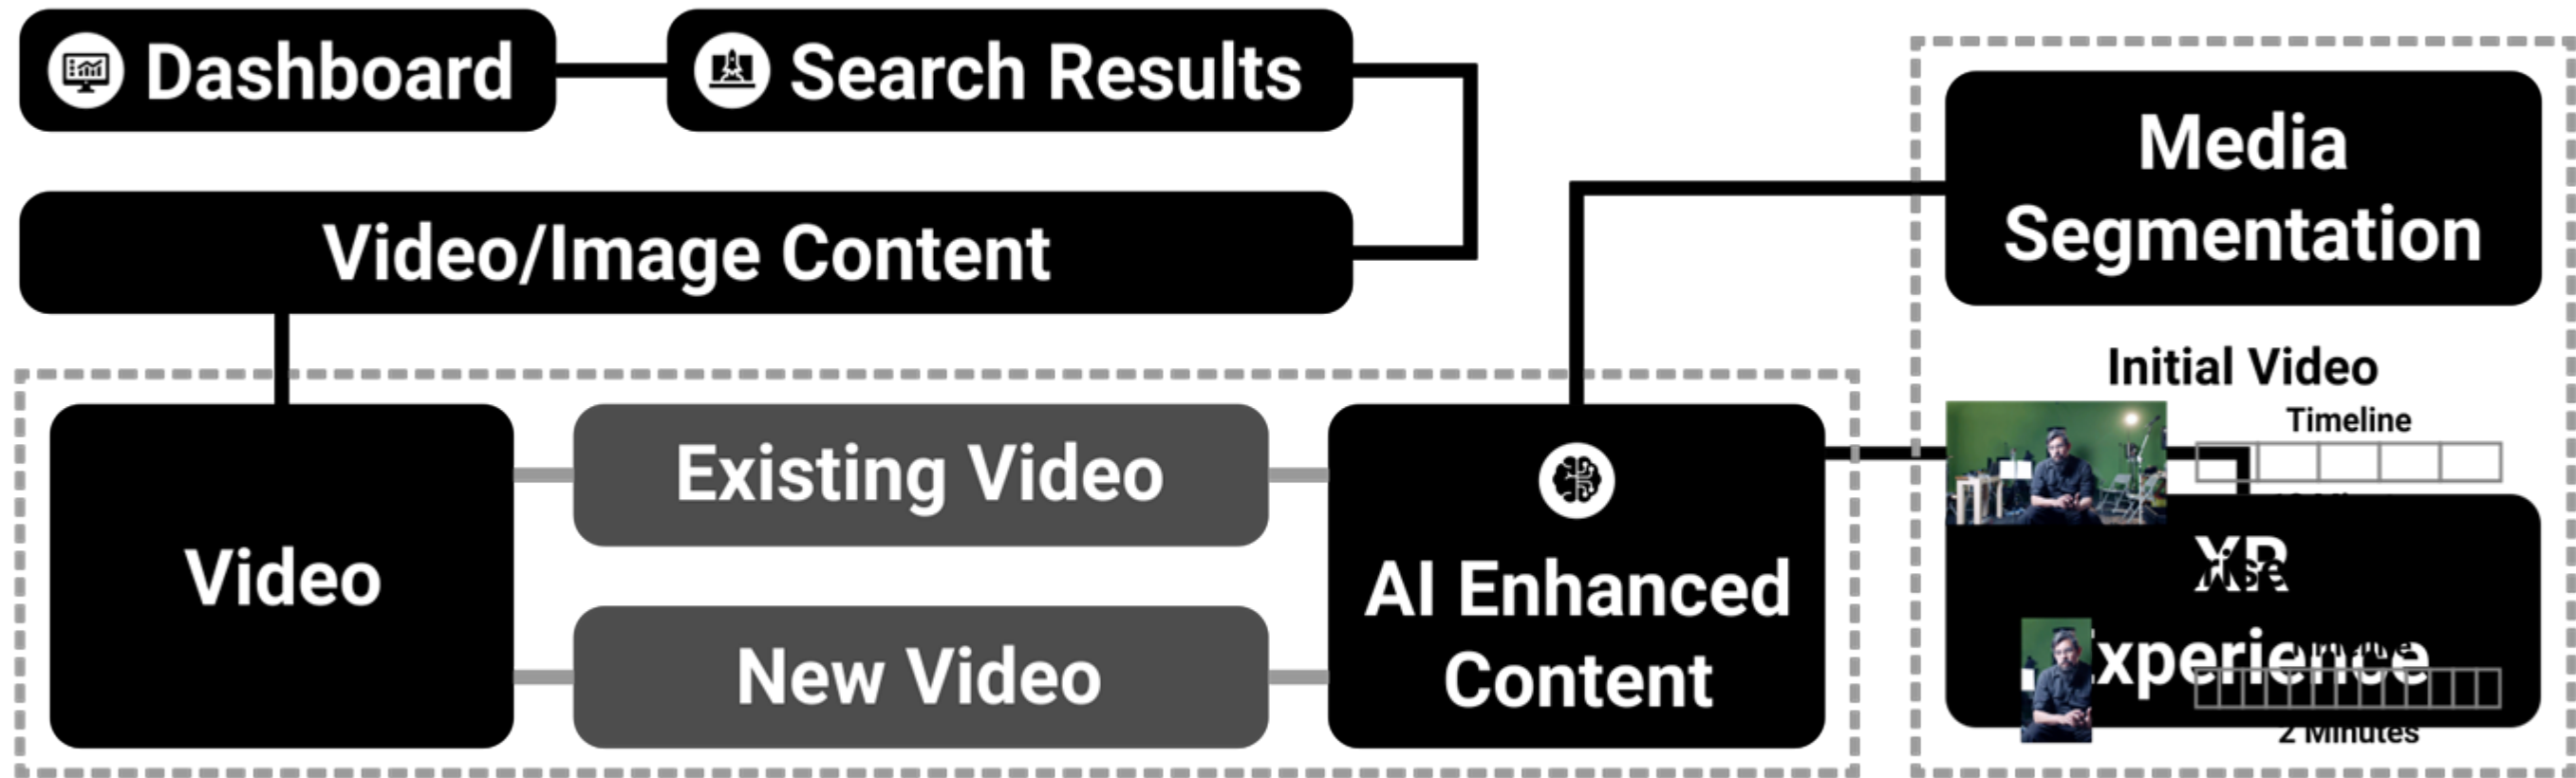 Dashboard
Search Results
Video/Image Content
Video
Existing Video
New Video
AI Enhanced
Content
Media
Segmentation
Initial Video
Timeline
XR
Experience
2 Minutes